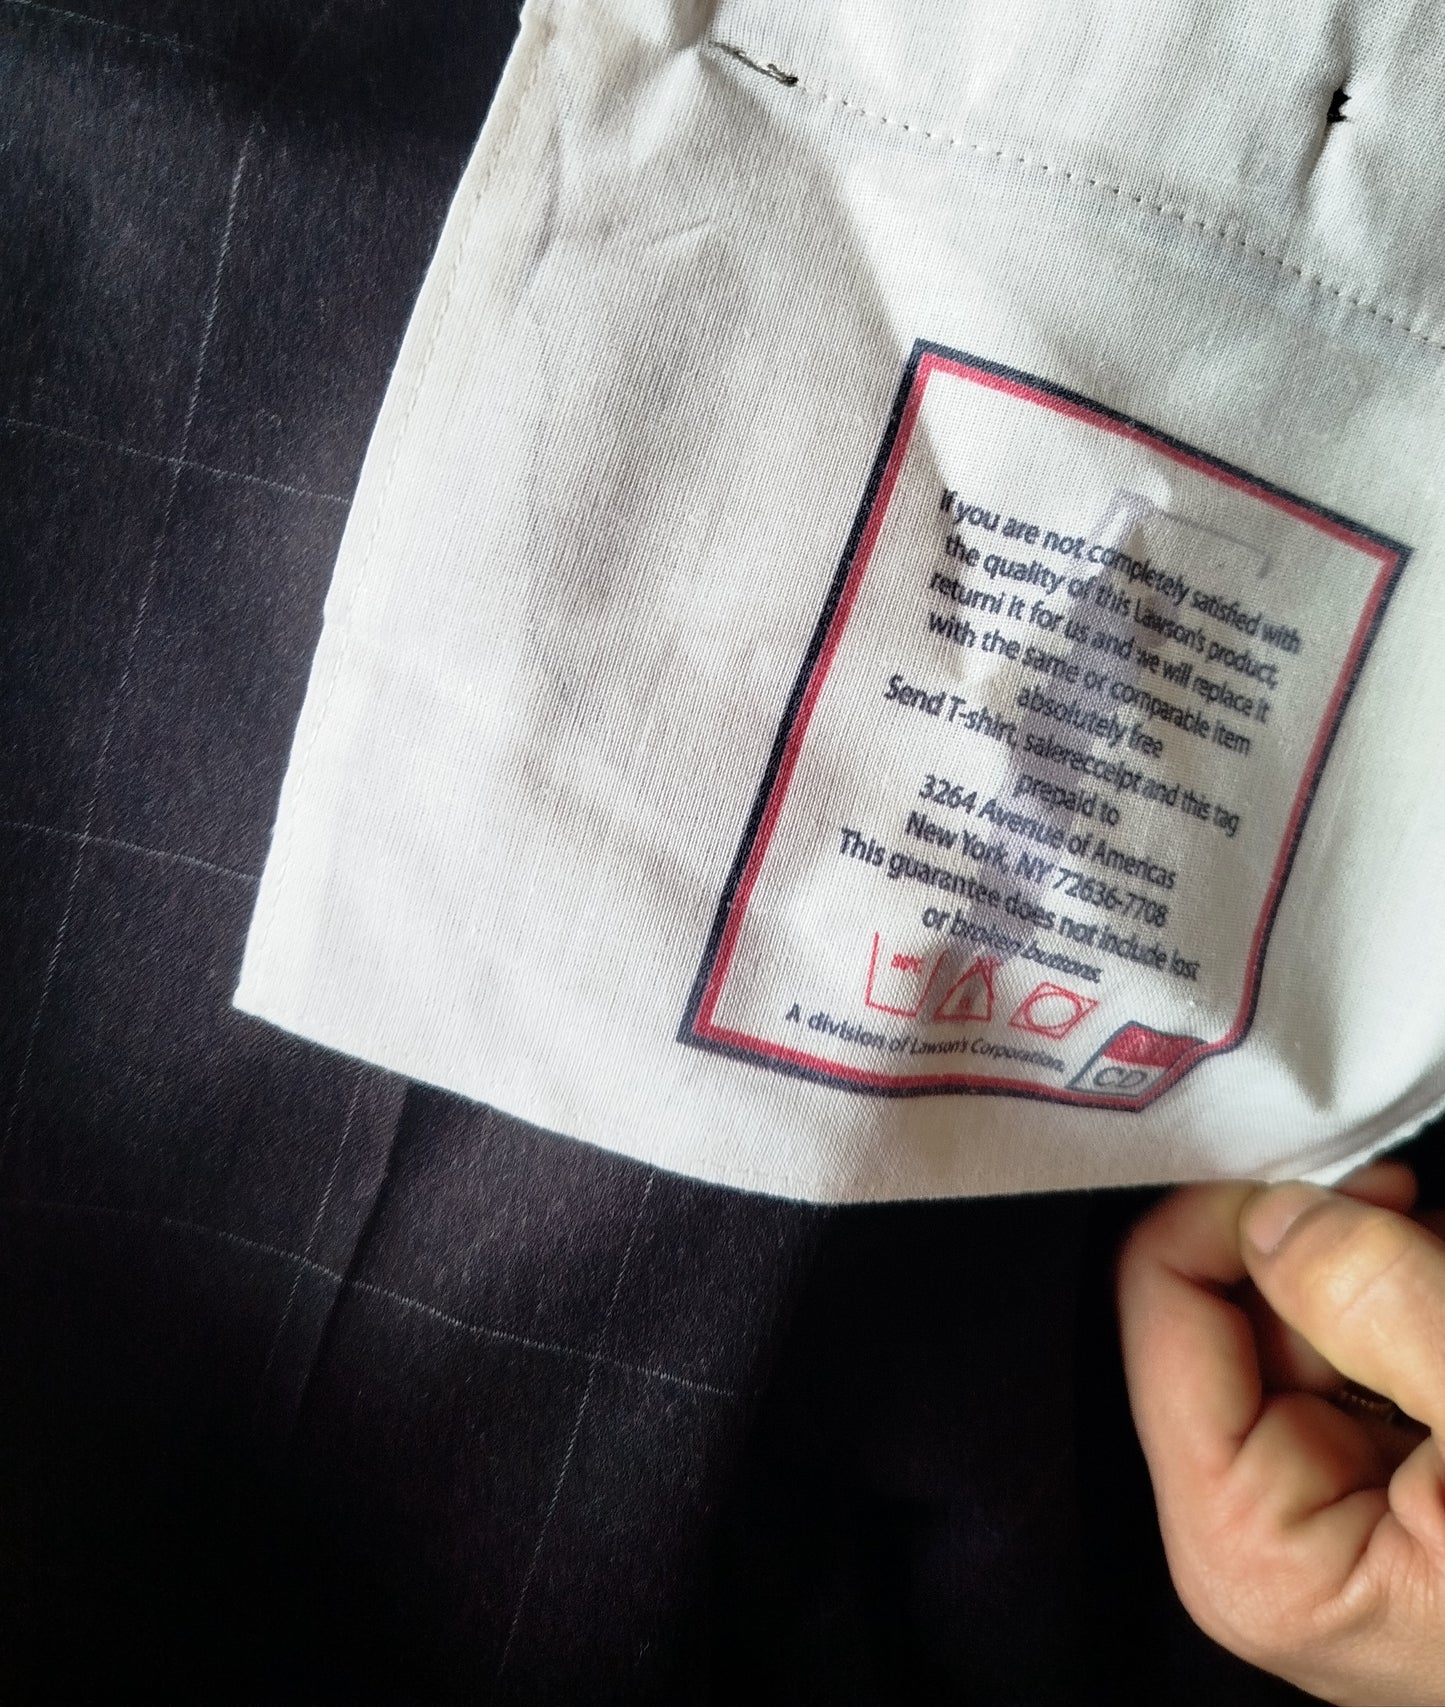 If you are not completely satisfied with
the quality of this Lawson's product,
returni it for us and we will replace it
with the same or comparable item
absolutely free
Send T-shirt, salereccelpt and this tag
prepaid to
3264 Avenue of Americas
New York, NY 72636-7708
This guarantee does not include lost
or broken buttons.
A division of Lawson's Corporations,
CD